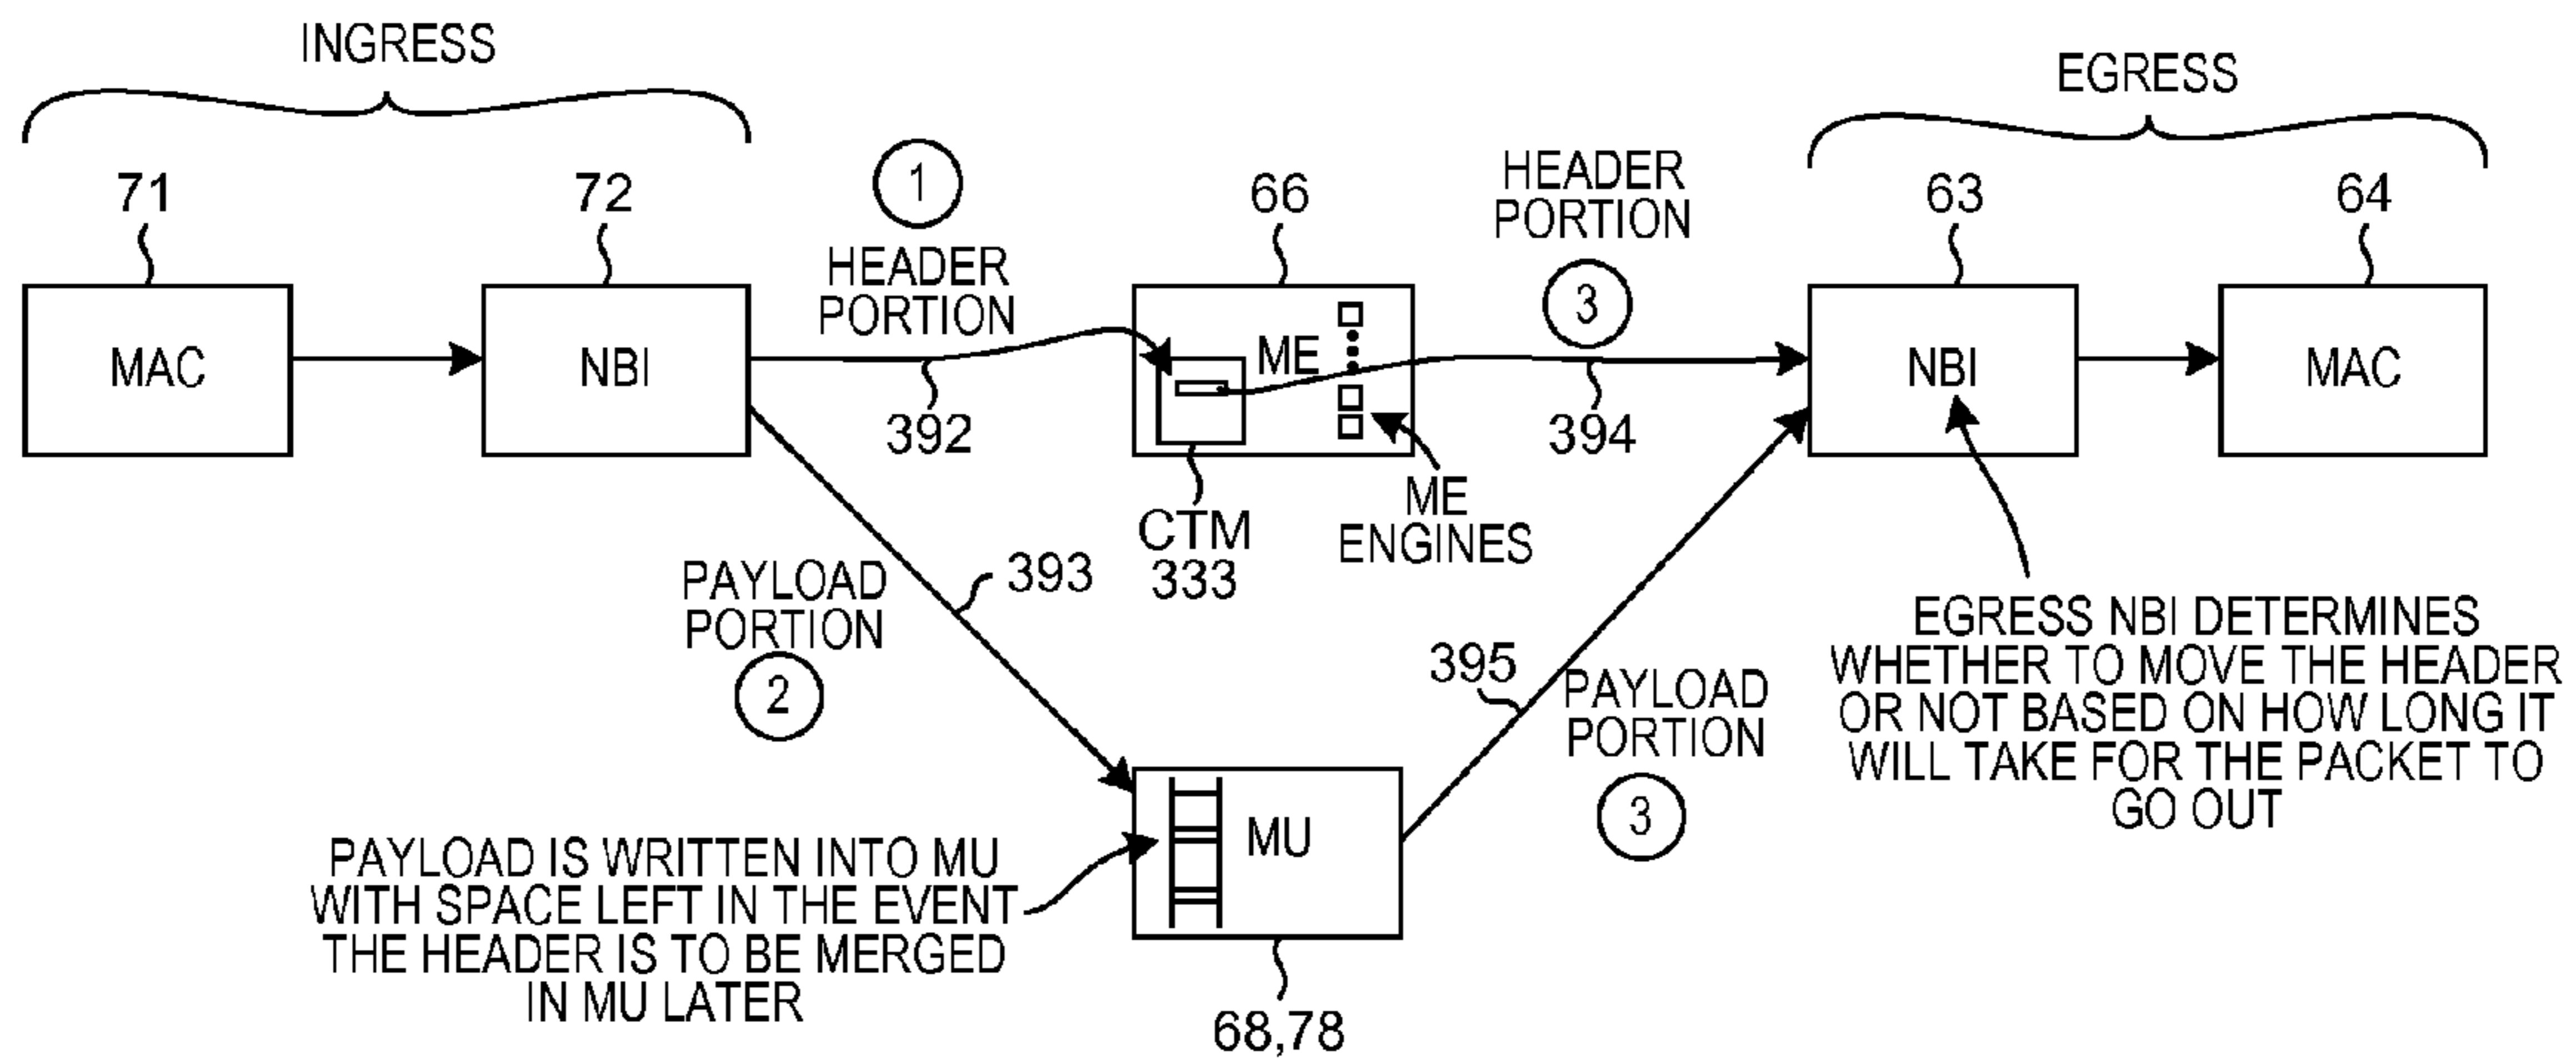 INGRESS
EGRESS
71
72
1
HEADER
PORTION
66
HEADER
PORTION
3
63
64
MAC
NBI
ME
NBI
MAC
392
394
CTM
333
ME
ENGINES
PAYLOAD
PORTION
2
393
395
PAYLOAD
PORTION
3
EGRESS NBI DETERMINES
WHETHER TO MOVE THE HEADER
OR NOT BASED ON HOW LONG IT
WILL TAKE FOR THE PACKET TO
GO OUT
MU
PAYLOAD IS WRITTEN INTO MU
WITH SPACE LEFT IN THE EVENT
THE HEADER IS TO BE MERGED
IN MU LATER
68,78